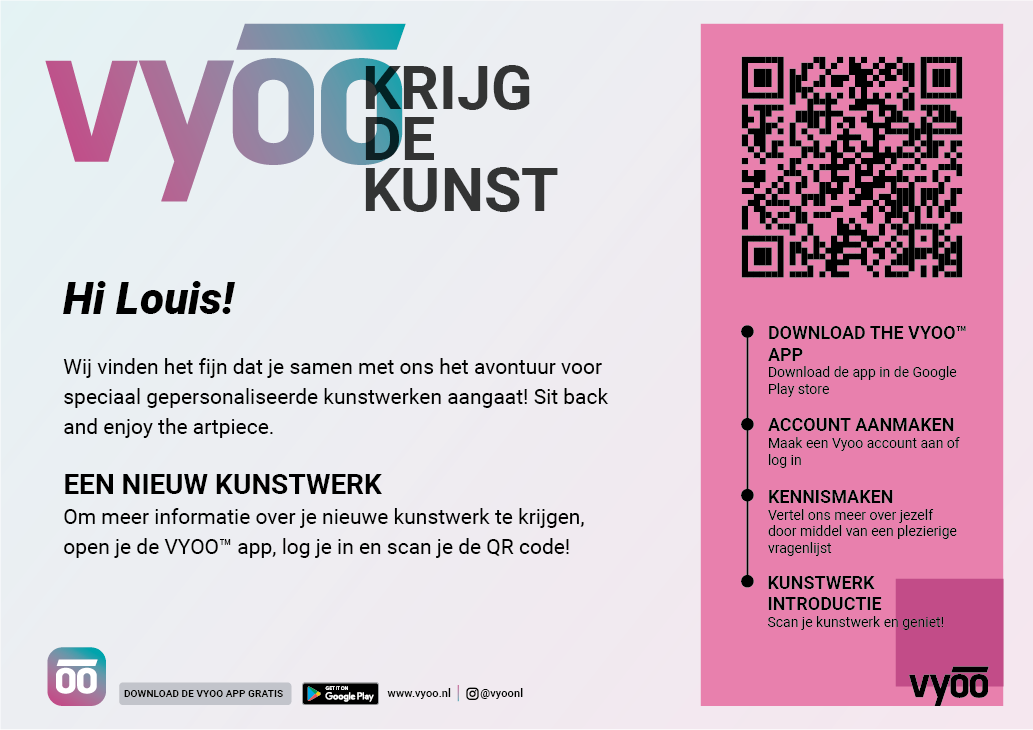 vyoo
KRIJG
DE
KUNST
Hi Louis!
Wij vinden het fijn dat je samen met ons het avontuur voor
speciaal gepersonaliseerde kunstwerken aangaat! Sit back
and enjoy the artpiece.
EEN NIEUW KUNSTWERK
Om meer informatie over je nieuwe kunstwerk te krijgen,
open je de VYOO™ app, log je in en scan je de QR code!
oo
DOWNLOAD DE VYOO APP GRATIS
GET IT ON
Google Play
www.vyoo.nl
@vyoonl
DOWNLOAD THE VYOO™
APP
Download de app in de Google
Play store
ACCOUNT AANMAKEN
Maak een Vyoo account aan of
log in
KENNISMAKEN
Vertel ons meer over jezelf
door middel van een plezierige
vragenlijst
KUNSTWERK
INTRODUCTIE
Scan je kunstwerk en geniet!
vyoo